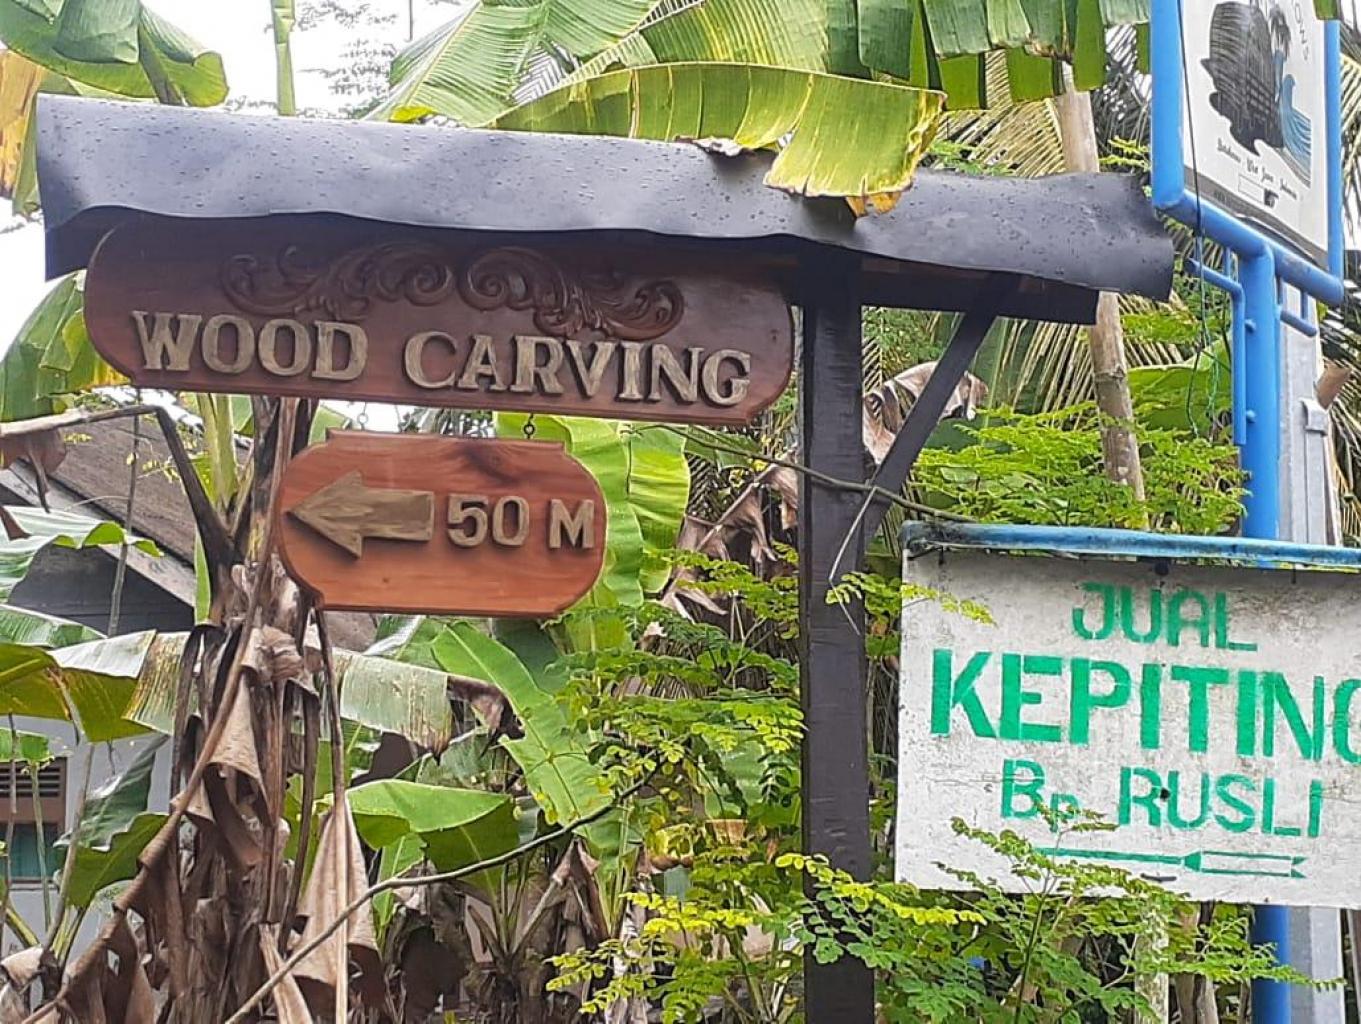 WOOD CARVING
50 M
JUAL
KEPITING
Bp RUSLI